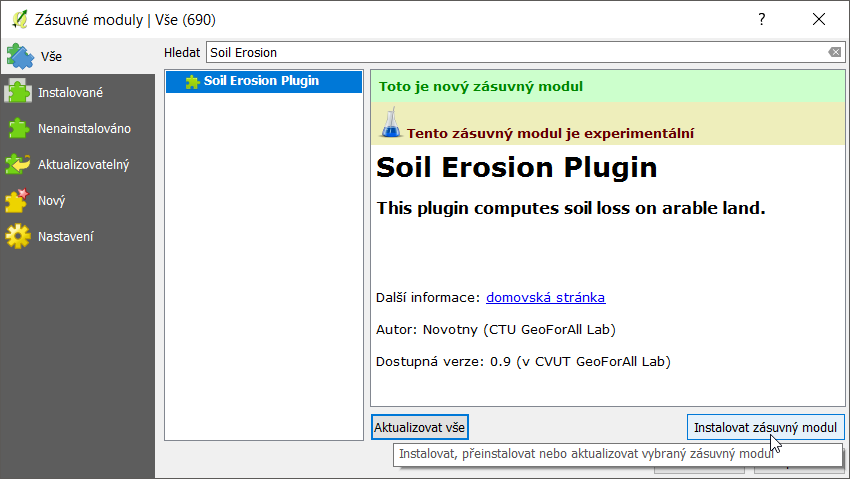 Zásuvné moduly | Vše (690)
?
Vše
Hledat
Soil Erosion
Instalované
Nenainstalováno
Aktualizovatelný
Nový
Nastavení
Soil Erosion Plugin
Toto je nový zásuvný modul
Tento zásuvný modul je experimentální
Soil Erosion Plugin
This plugin computes soil loss on arable land.
Další informace: domovská stránka
Autor: Novotny (CTU GeoForAll Lab)
Dostupná verze: 0.9 (v CVUT GeoForAll Lab)
Aktualizovat vše
Instalovat zásuvný modul
Instalovat, přeinstalovat nebo aktualizovat vybraný zásuvný modul